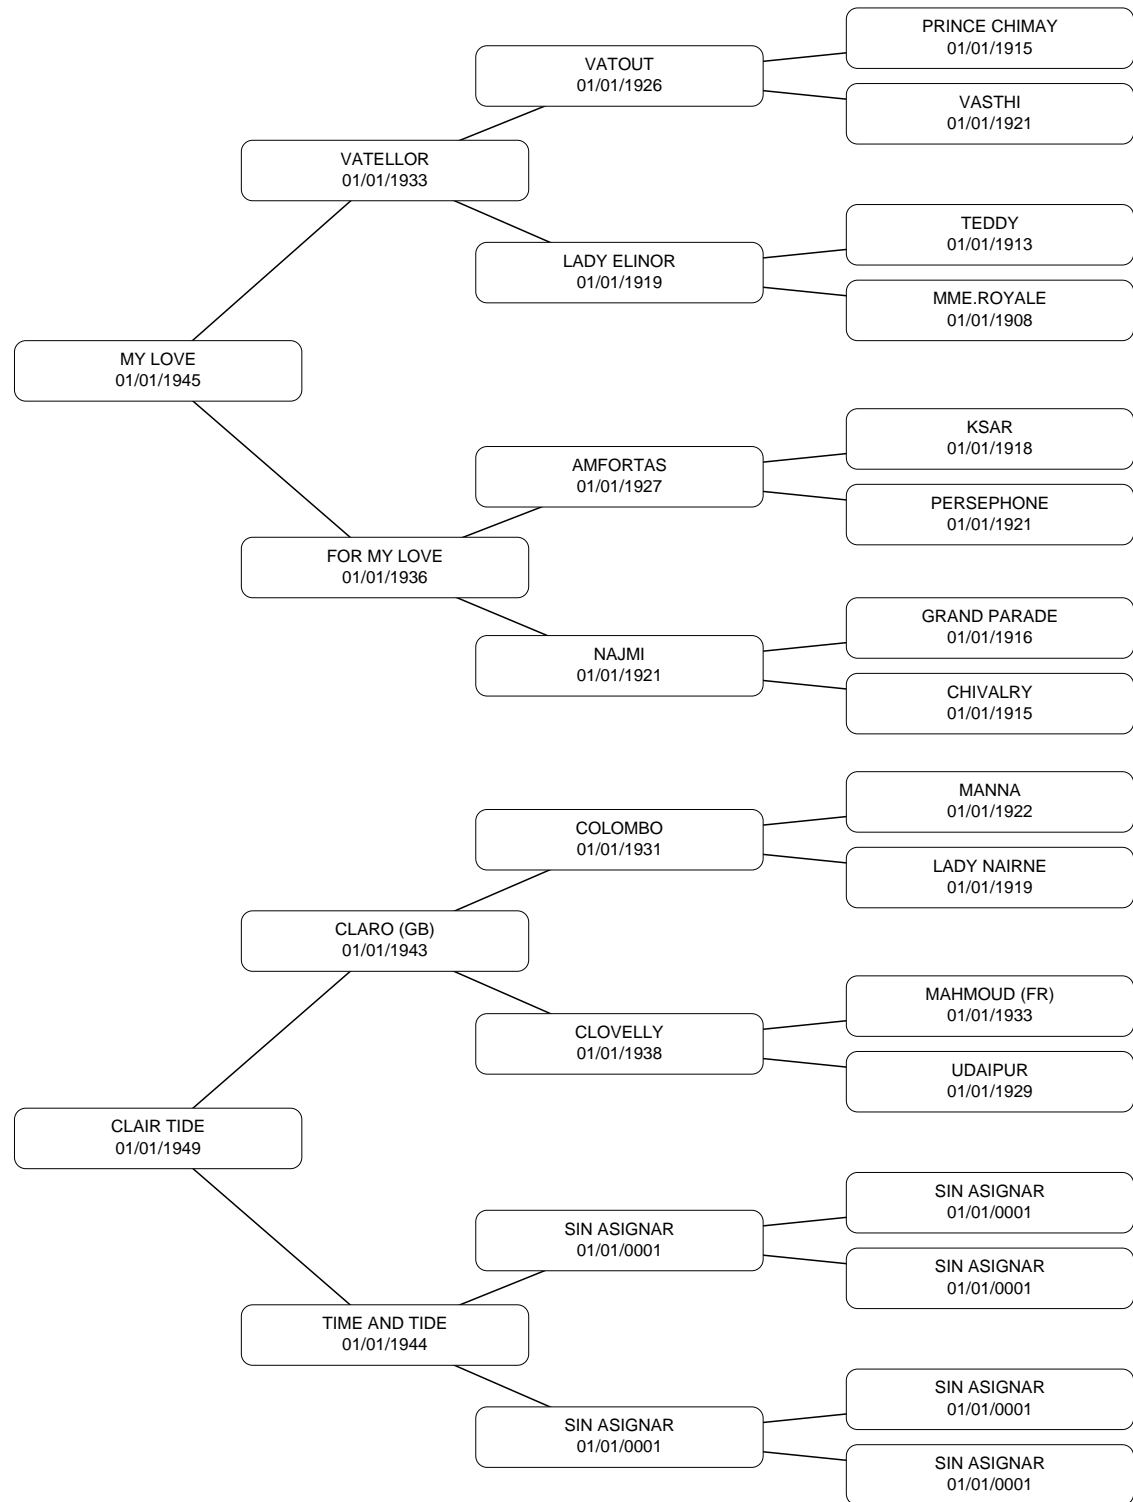 PRINCE CHIMAY
01/01/1915
VATOUT
01/01/1926
VASTHI
01/01/1921
VATELLOR
01/01/1933
TEDDY
01/01/1913
LADY ELINOR
01/01/1919
MME.ROYALE
01/01/1908
MY LOVE
01/01/1945
KSAR
01/01/1918
AMFORTAS
01/01/1927
PERSEPHONE
01/01/1921
FOR MY LOVE
01/01/1936
GRAND PARADE
01/01/1916
NAJMI
01/01/1921
CHIVALRY
01/01/1915
MANNA
01/01/1922
COLOMBO
01/01/1931
LADY NAIRNE
01/01/1919
CLARO (GB)
01/01/1943
MAHMOUD (FR)
01/01/1933
CLOVELLY
01/01/1938
UDAIPUR
01/01/1929
CLAIR TIDE
01/01/1949
SIN ASIGNAR
01/01/0001
SIN ASIGNAR
01/01/0001
SIN ASIGNAR
01/01/0001
TIME AND TIDE
01/01/1944
SIN ASIGNAR
01/01/0001
SIN ASIGNAR
01/01/0001
SIN ASIGNAR
01/01/0001